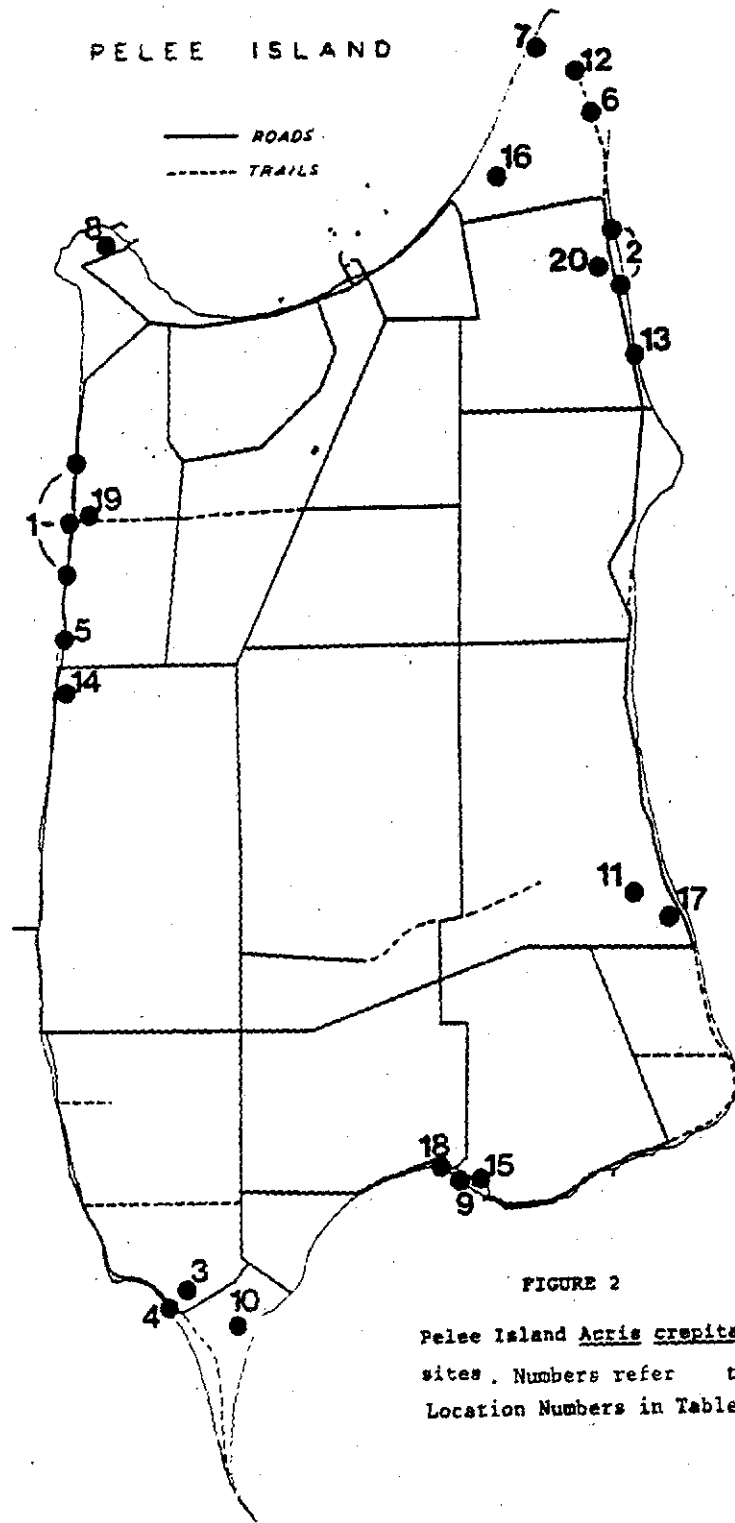 PELEE ISLAND
ROADS
TRAILS
7
12
6
16
8
2
20
13
19
1
5
14
11
17
18
15
9
3
4
10
FIGURE 2
Pelee Island Acris crepita
sites. Numbers refer t
Location Numbers in Table